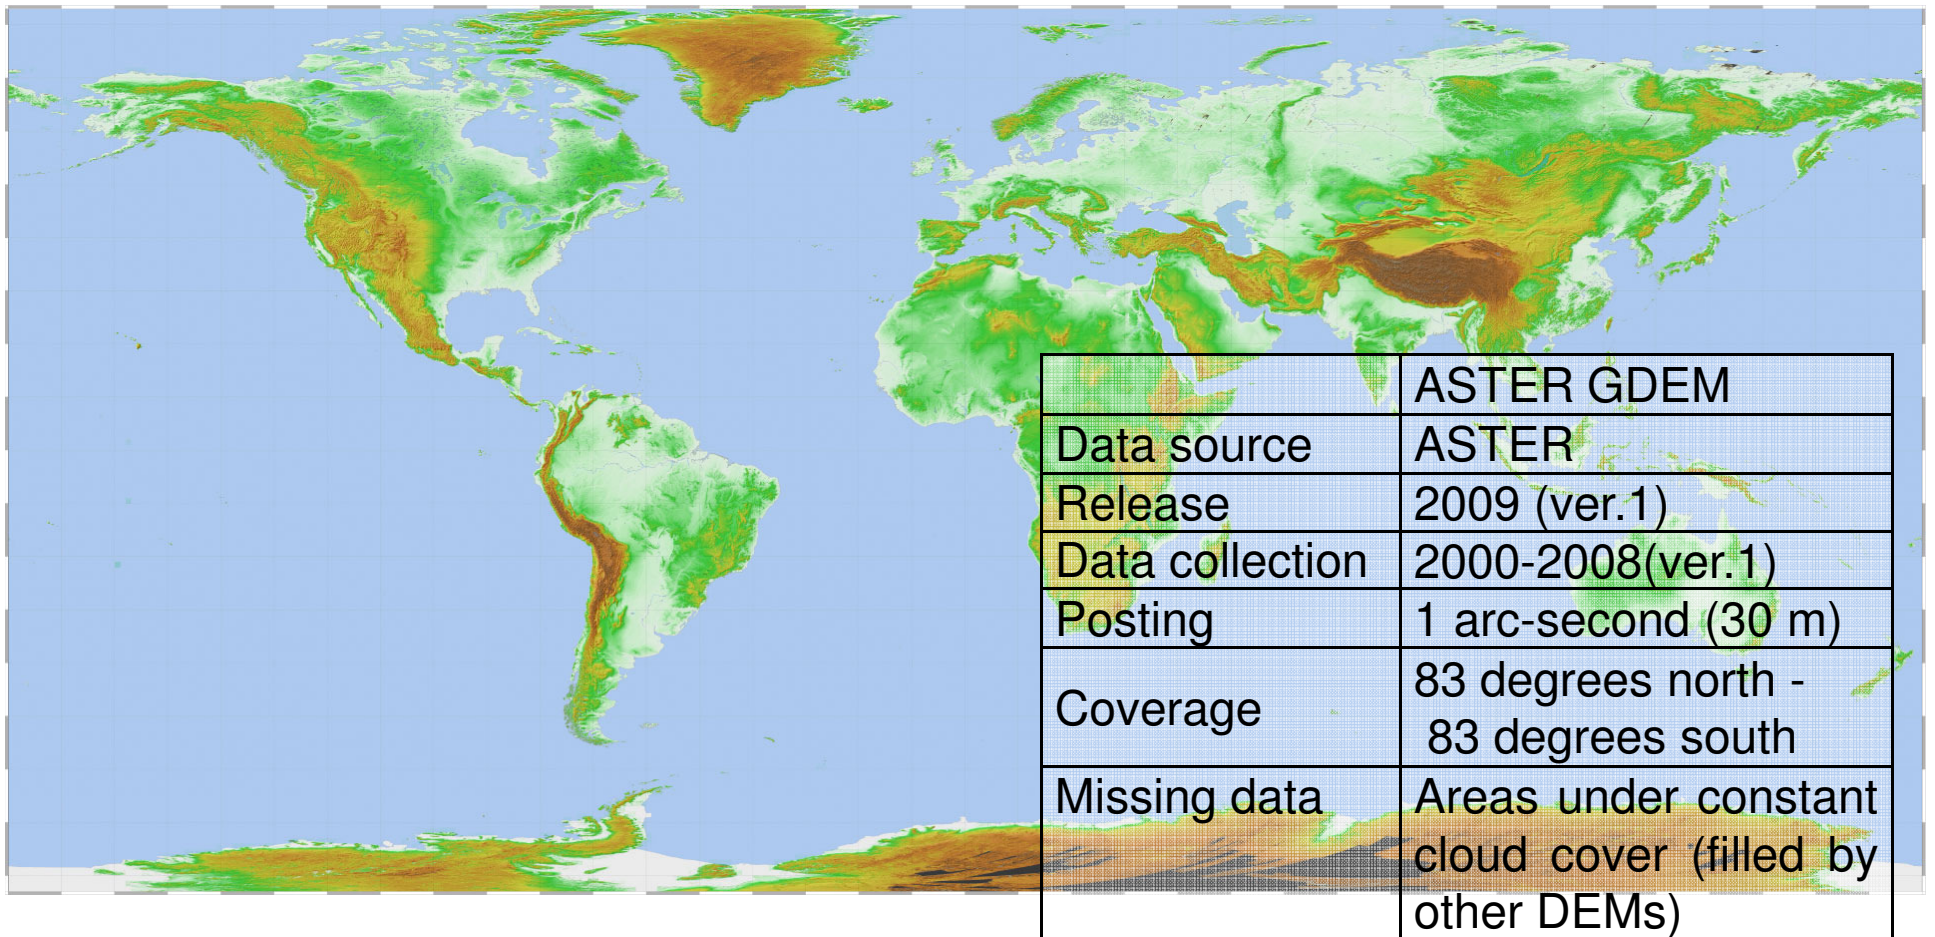 ASTER GDEM
Data source ASTER
Release 2009 (ver.1)
Data collection 2000-2008(ver.1)
Posting 1 arc-second (30 m)
Coverage 83 degrees north -
83 degrees south
Missing data Areas under constant
cloud cover (filled by
other DEMs)